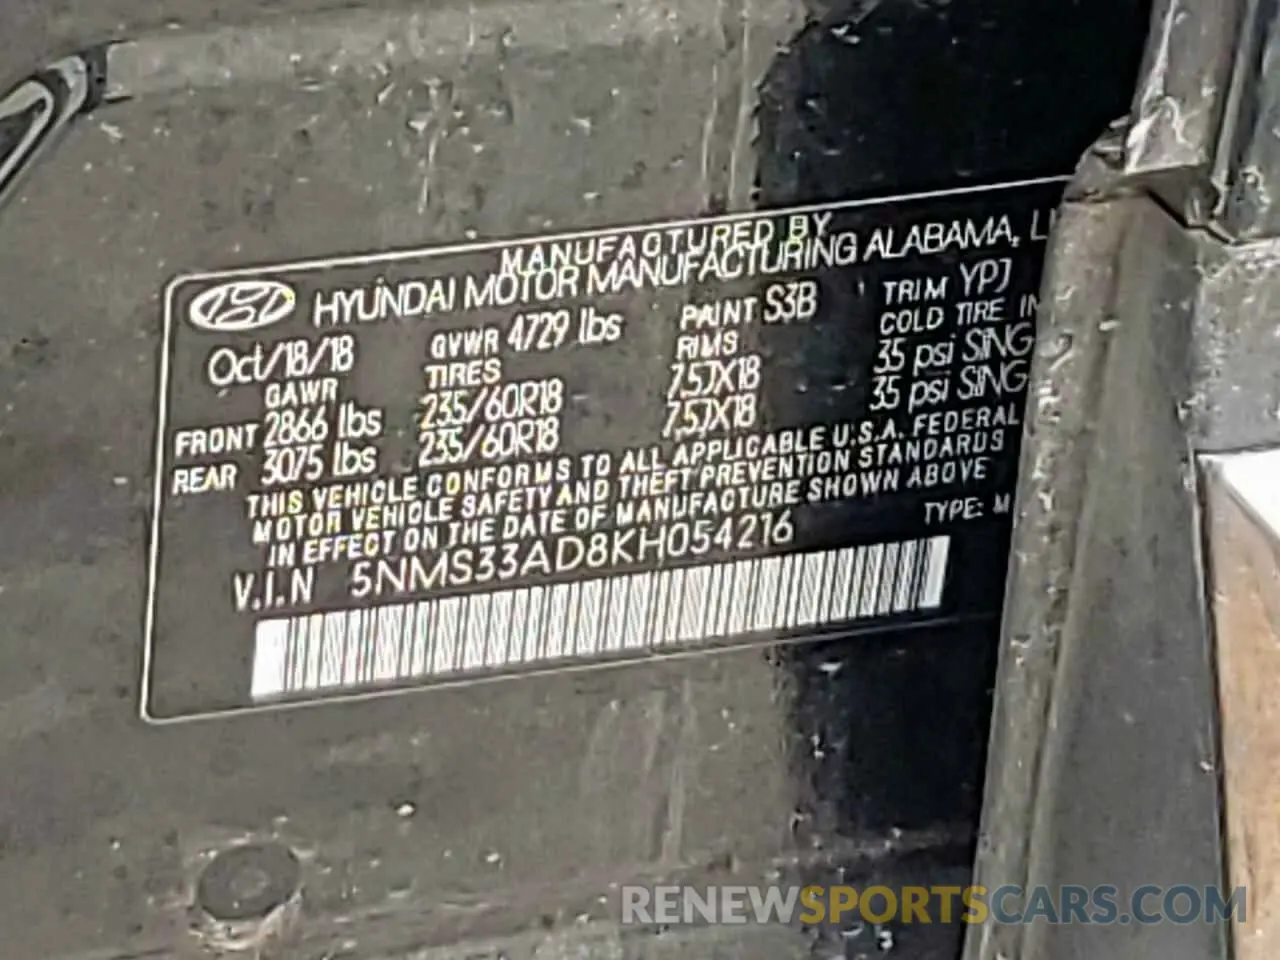 MANUFACTURED BY
HYUNDAI MOTOR MANUFACTURING ALABAMA,
Oct/18/18 GVWR 4729 lbs PAINT S3B TRIM YPJ
GAWR TIRES RIMS COLD TIRE
FRONT 2866 lbs 235/60R18 7.5JX18 35 psi SING
REAR 3075 lbs 235/60R18 7.5JX18 35 psi SING
THIS VEHICLE CONFORMS TO ALL APPLICABLE U.S.A. FEDERAL
MOTOR VEHICLE SAFETY AND THEFT PREVENTION STANDARDS
IN EFFECT ON THE DATE OF MANUFACTURE SHOWN ABOVE
V.I.N 5NMS33AD8KH054216 TYPE: M
RENEWSPORTSCARS.COM